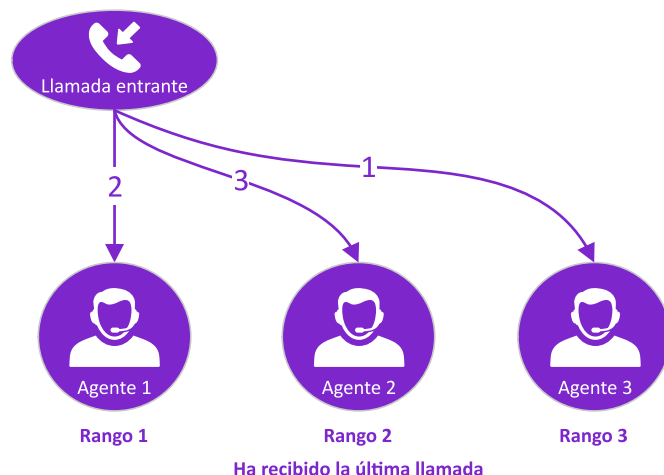 Llamada entrante
1
2
3
Agente 1
Agente 2
Agente 3
Rango 1
Rango 2
Rango 3
Ha recibido la última llamada